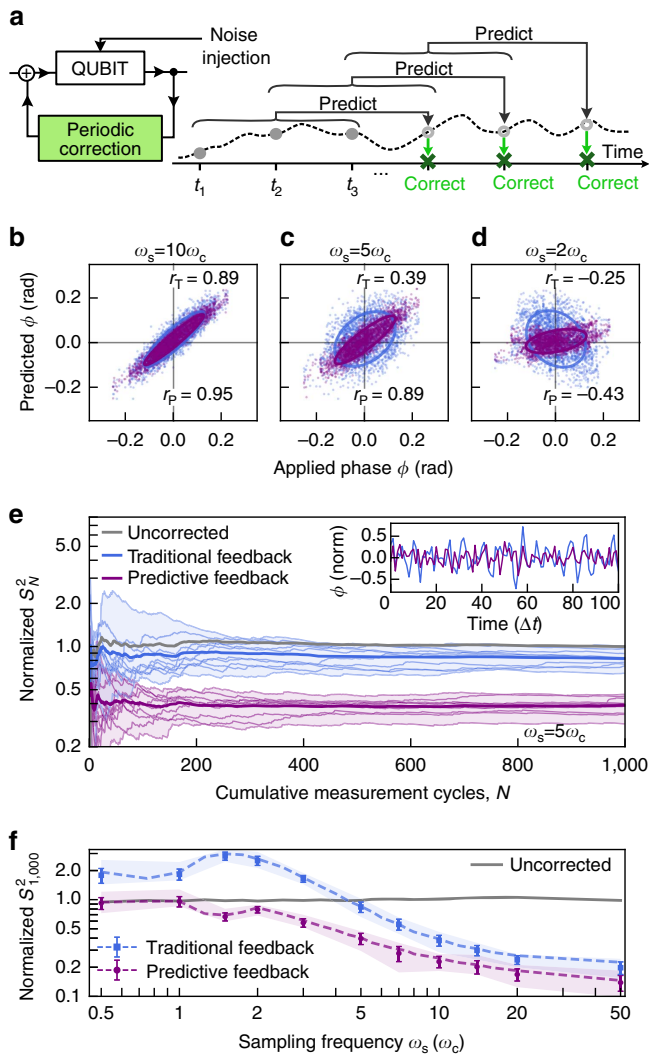 a
Noise
injection
QUBIT
Periodic
correction
Predict
Predict
Predict
Time
t1 t2 t3 ... Correct Correct Correct
b c d
ωs=10ωc ωs=5ωc ωs=2ωc
rT = 0.89 rT = 0.39 rT = −0.25
rP = 0.95 rP = 0.89 rP = −0.43
Predicted ϕ (rad)
0.2
0.0
−0.2
−0.2 0.0 0.2 −0.2 0.0 0.2 −0.2 0.0 0.2
Applied phase ϕ (rad)
e
Uncorrected
Traditional feedback
Predictive feedback
Normalized S²N
5.0
2.0
1.0
0.5
0.2
ϕ (norm)
0.5
0.0
−0.5
0 20 40 60 80 100
Time (Δt)
ωs=5ωc
0 200 400 600 800 1,000
Cumulative measurement cycles, N
f
Normalized S²1,000
2.0
1.0
0.5
0.2
0.1
Uncorrected
Traditional feedback
Predictive feedback
0.5 1 2 5 10 20 50
Sampling frequency ωs (ωc)